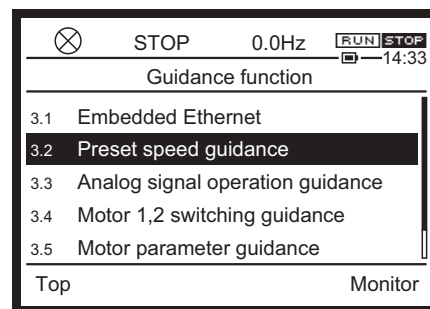 STOP 0.0Hz RUN STOP
14:33
Guidance function
3.1 Embedded Ethernet
3.2 Preset speed guidance
3.3 Analog signal operation guidance
3.4 Motor 1,2 switching guidance
3.5 Motor parameter guidance
Top Monitor